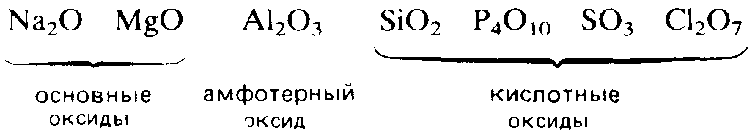 Na₂O MgO Al₂O₃ SiO₂ P₄O₁₀ SO₃ Cl₂O₇
основные амфотерный кислотные
оксиды оксид оксиды